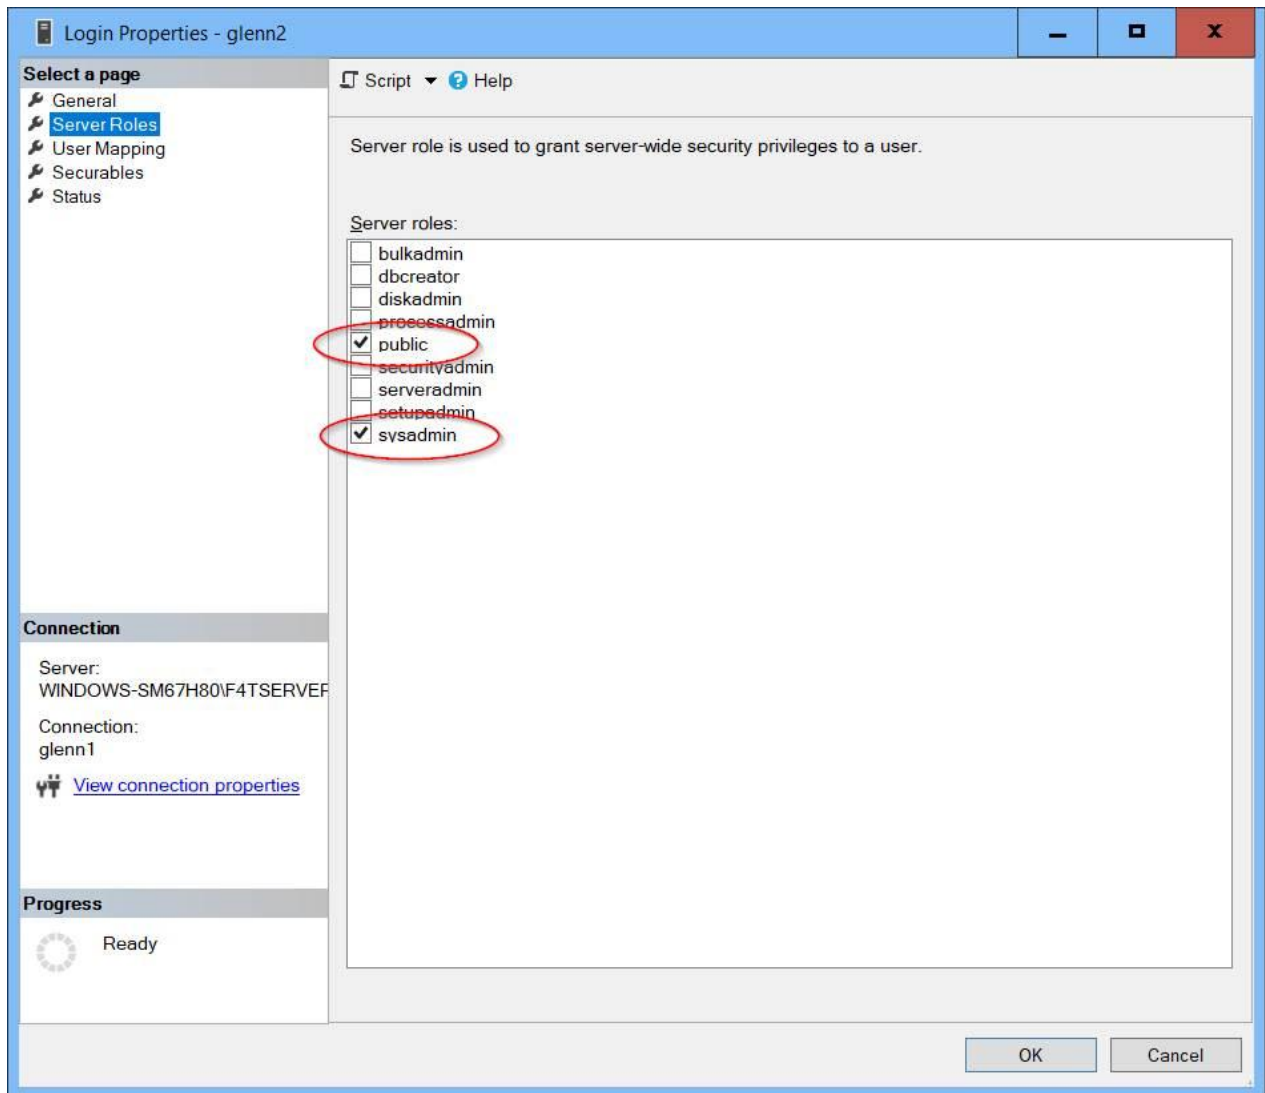 Login Properties - glenn2
Select a page
General
Server Roles
User Mapping
Securables
Status
Script
Help
Server role is used to grant server-wide security privileges to a user.
Server roles:
bulkadmin
dbcreator
diskadmin
processadmin
public
securityadmin
serveradmin
setupadmin
sysadmin
Connection
Server:
WINDOWS-SM67H80\F4TSERVER
Connection:
glenn1
View connection properties
Progress
Ready
OK
Cancel